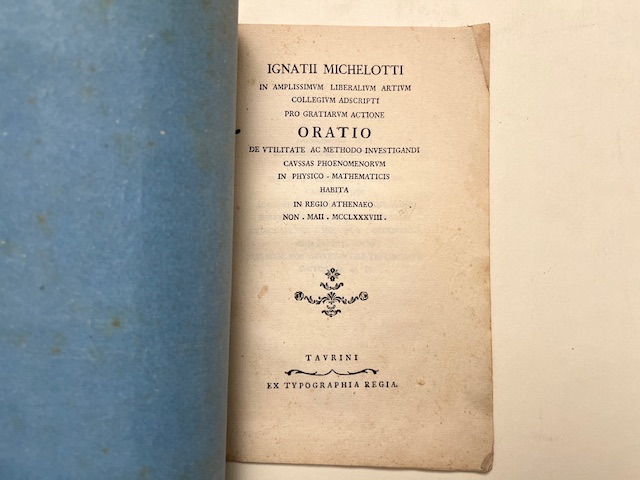 IGNATII MICHELOTTI
IN AMPLISSIMVM LIBERALIVM ARTIVM
COLLEGIVM ADSCRIPTI
PRO GRATIARVM ACTIONE
ORATIO
DE VTILITATE AC METHODO INVESTIGANDI
CAVSSAS PHOENOMENORVM
IN PHYSICO - MATHEMATICIS
HABITA
IN REGIO ATHENAEO
NON . MAII . MCCLXXXVIII .
TAVRINI
EX TYPOGRAPHIA REGIA.